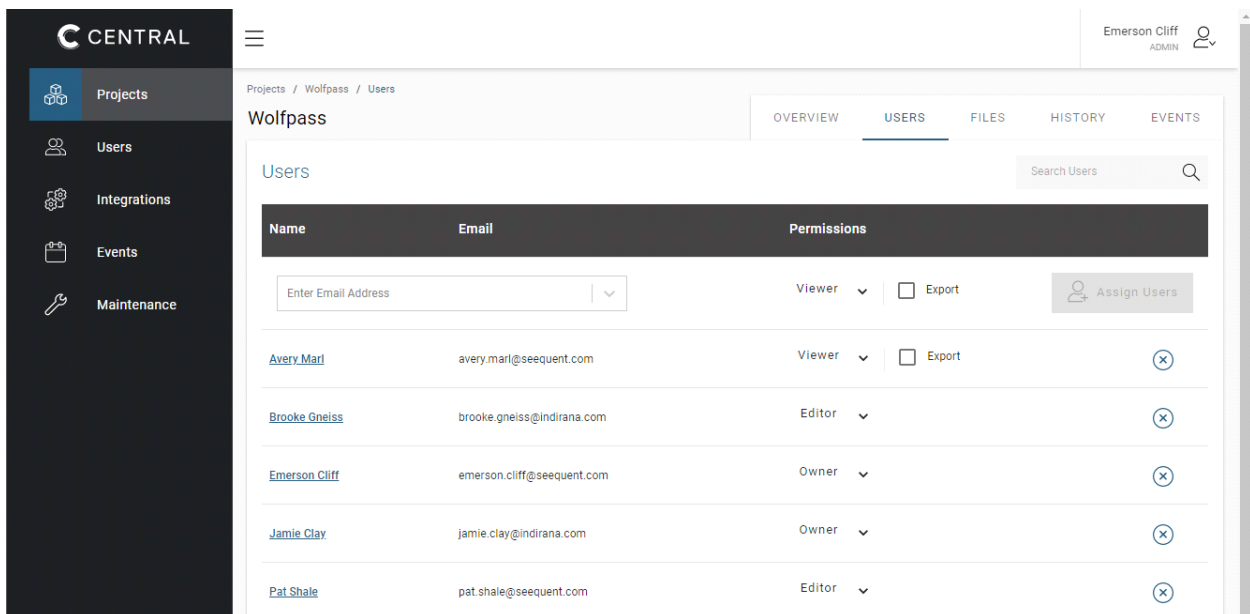 CENTRAL
Emerson Cliff
ADMIN
Projects
Users
Integrations
Events
Maintenance
Projects / Wolfpass / Users
Wolfpass
OVERVIEW USERS FILES HISTORY EVENTS
Users
Search Users
Name Email Permissions
Enter Email Address Viewer Export Assign Users
Avery Marl avery.marl@seequent.com Viewer Export
Brooke Gneiss brooke.gneiss@indirana.com Editor
Emerson Cliff emerson.cliff@seequent.com Owner
Jamie Clay jamie.clay@indirana.com Owner
Pat Shale pat.shale@seequent.com Editor